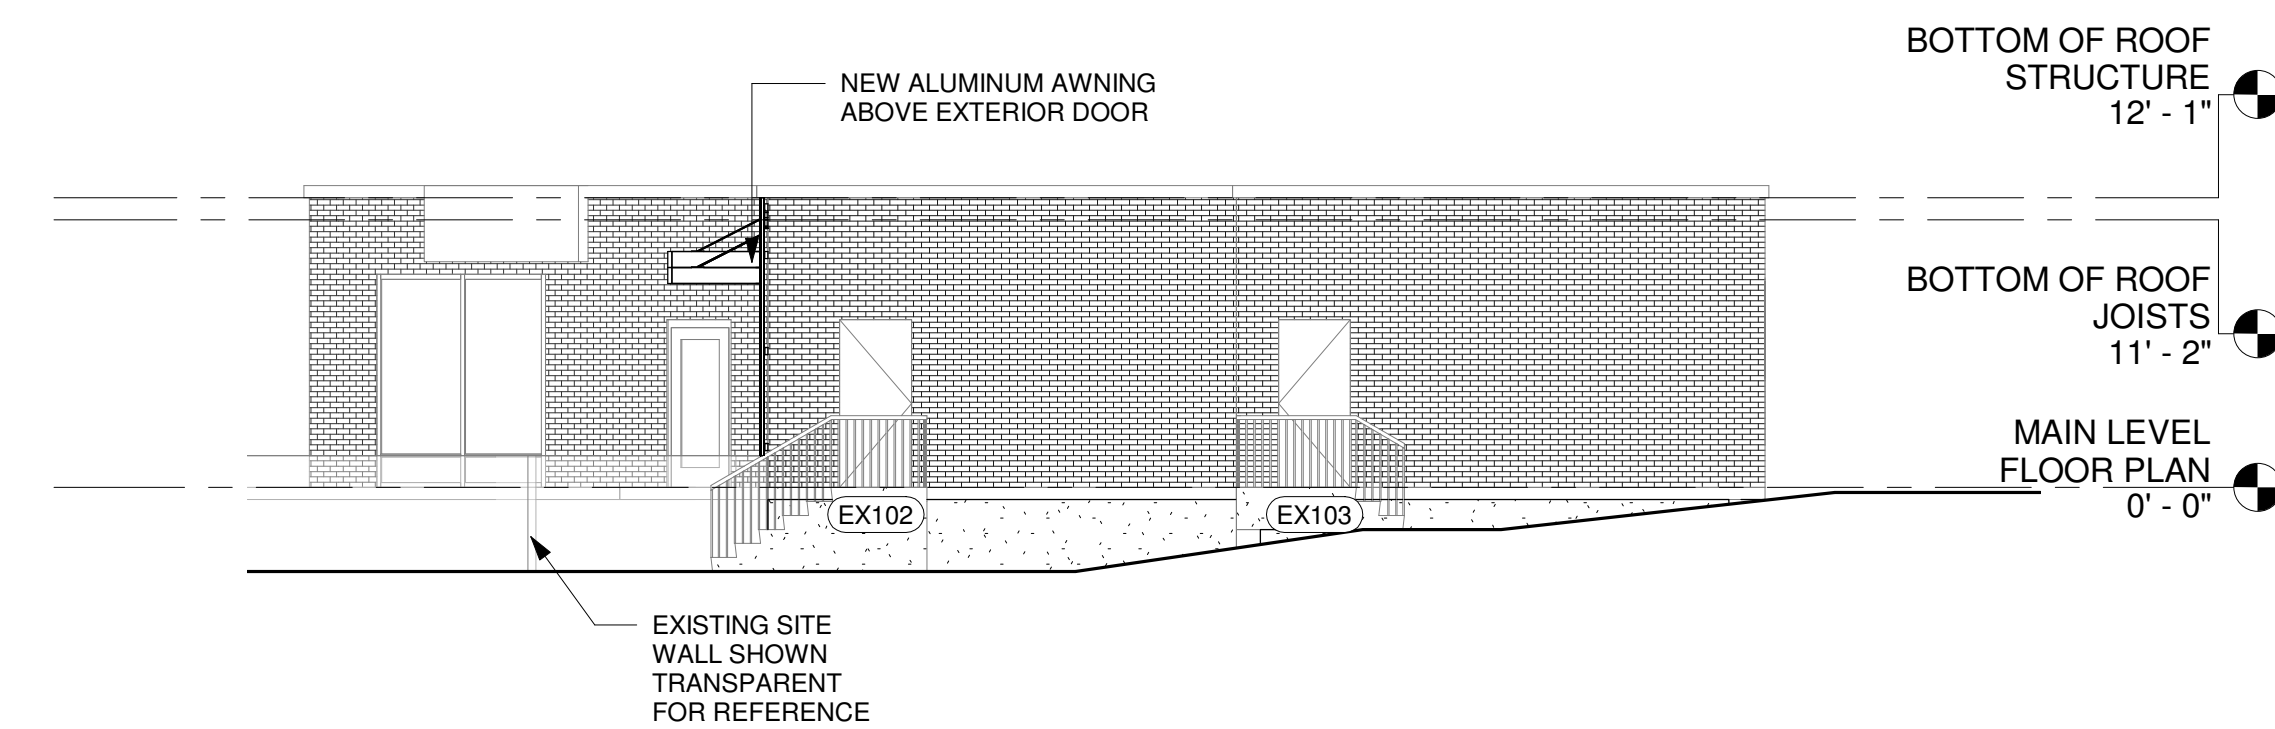 BOTTOM OF ROOF
STRUCTURE
12' - 1"
NEW ALUMINUM AWNING
ABOVE EXTERIOR DOOR
BOTTOM OF ROOF
JOISTS
11' - 2"
MAIN LEVEL
FLOOR PLAN
0' - 0"
EX102
EX103
EXISTING SITE
WALL SHOWN
TRANSPARENT
FOR REFERENCE